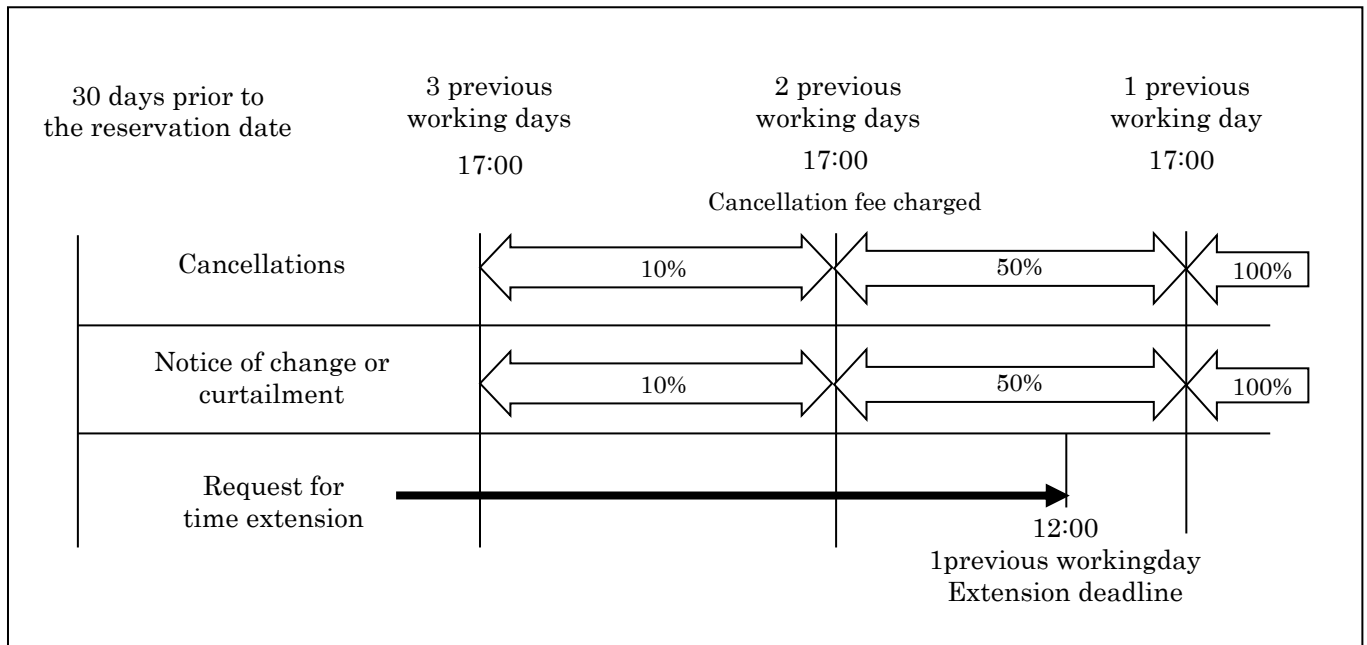 30 days prior to
the reservation date
3 previous
working days
17:00
2 previous
working days
17:00
1 previous
working day
17:00
Cancellation fee charged
Cancellations
10%
50%
100%
Notice of change or
curtailment
10%
50%
100%
Request for
time extension
12:00
1previous workingday
Extension deadline